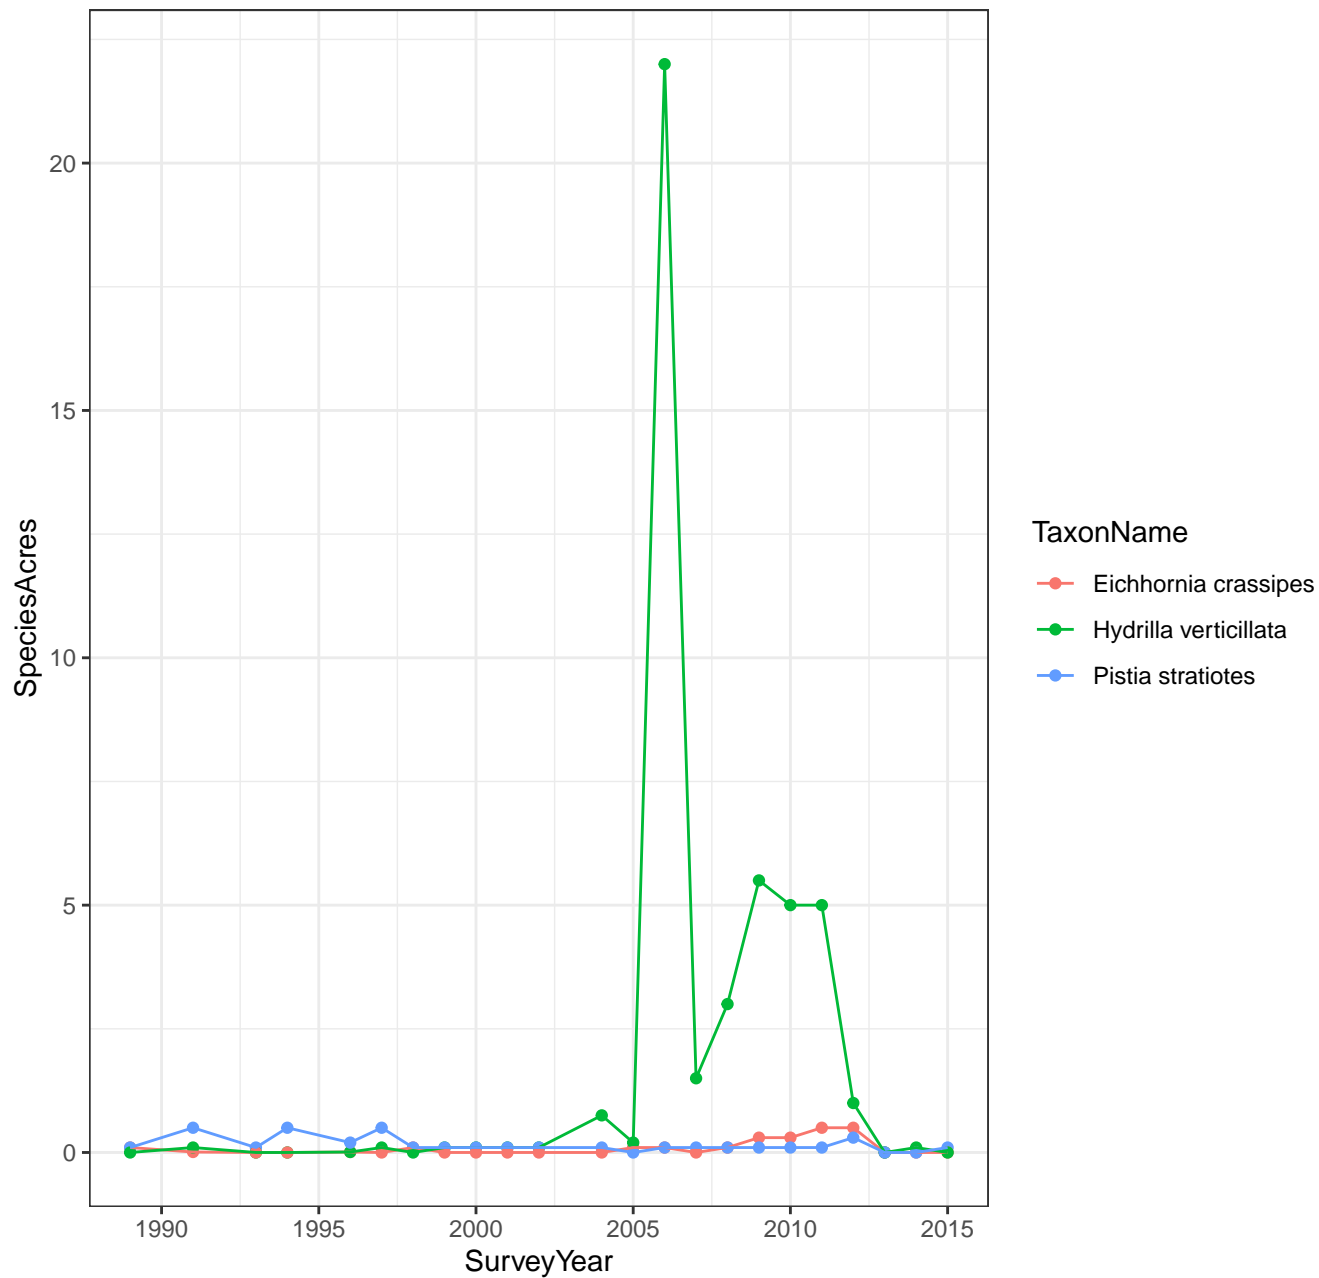 20
15
10
5
0
SpeciesAcres
1990 1995 2000 2005 2010 2015
SurveyYear
TaxonName
Eichhornia crassipes
Hydrilla verticillata
Pistia stratiotes